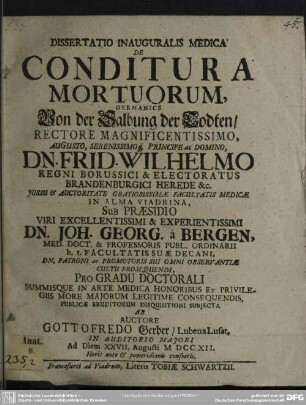 DISSERTATIO INAUGURALIS MEDICA
DE
CONDITURA
MORTUORUM,
GERMANICE
Von der Salbung der Todten/
RECTORE MAGNIFICENTISSIMO,
AUGUSTO, SERENISSIMOq; PRINCIPE ac DOMINO,
DN. FRID. WILHELMO
REGNI BORUSSICI & ELECTORATUS
BRANDENBURGICI HEREDE &c.
JUSSU & AUCTORITATE GRATIOSISSIMÆ FACULTATIS MEDICÆ
IN ALMA VIADRINA,
SUB PRÆSIDIO
VIRI EXCELLENTISSIMI & EXPERIENTISSIMI
DN. JOH. GEORG. à BERGEN,
MED. DOCT. & PROFESSORIS PUBL. ORDINARII
h. t. FACULTATIS SUÆ DECANI,
DN. PATRONI ac PROMOTORIS SUI OMNI OBSERVANTIÆ
CULTU PROSEQUENDI,
PRO GRADU DOCTORALI
SUMMISQUE IN ARTE MEDICA HONORIBUS ET PRIVILE-
GIIS MORE MAJORUM LEGITIME CONSEQUENDIS,
PUBLICÆ ERUDITORUM DISQUISITIONI SUBJECTA
AB
AUCTORE
GOTTOFREDO Gerber / Lubena Lusat.
IN AUDITORIO MAJORI
Ad Diem XXVII. Augusti M DCC XII.
Horis ante & pomeridianis consuetis.
Francofurti ad Viadrum, Literis TOBIÆ SCHWARTZII.
Anat.
B.
235,2